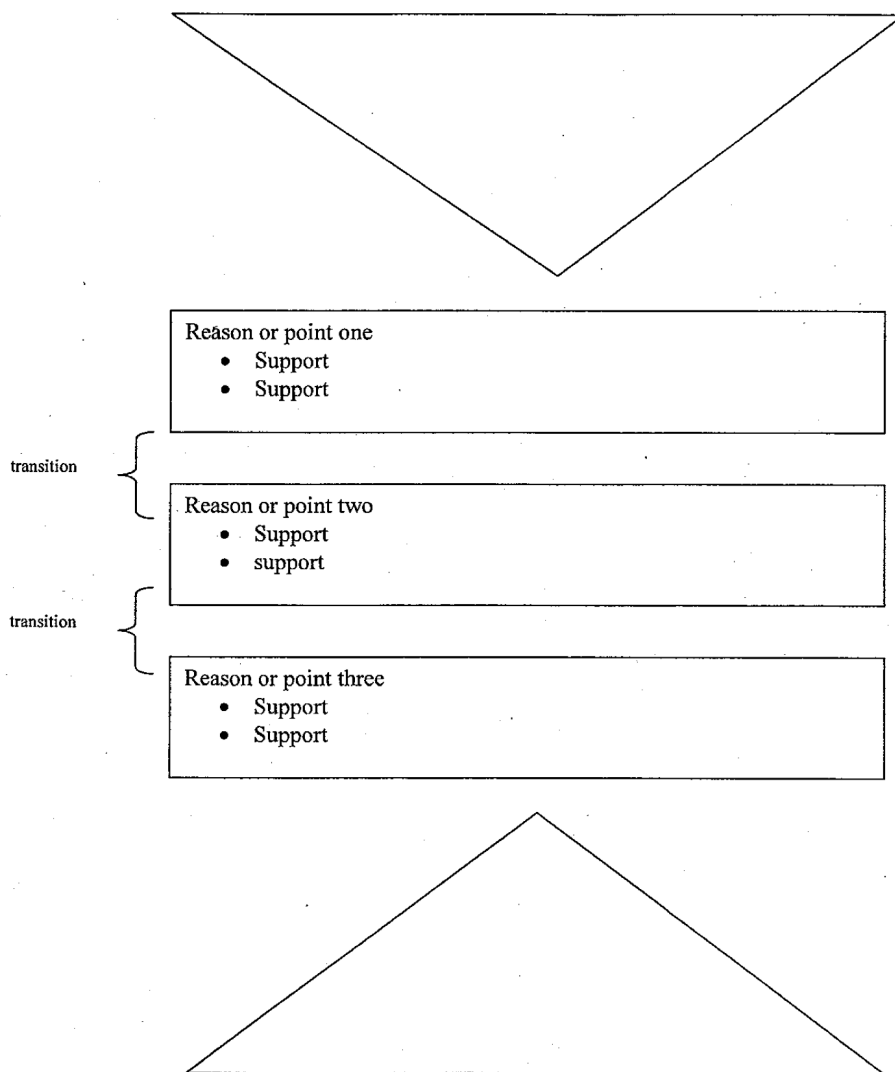 Reason or point one
• Support
• Support
transition
Reason or point two
• Support
• support
transition
Reason or point three
• Support
• Support